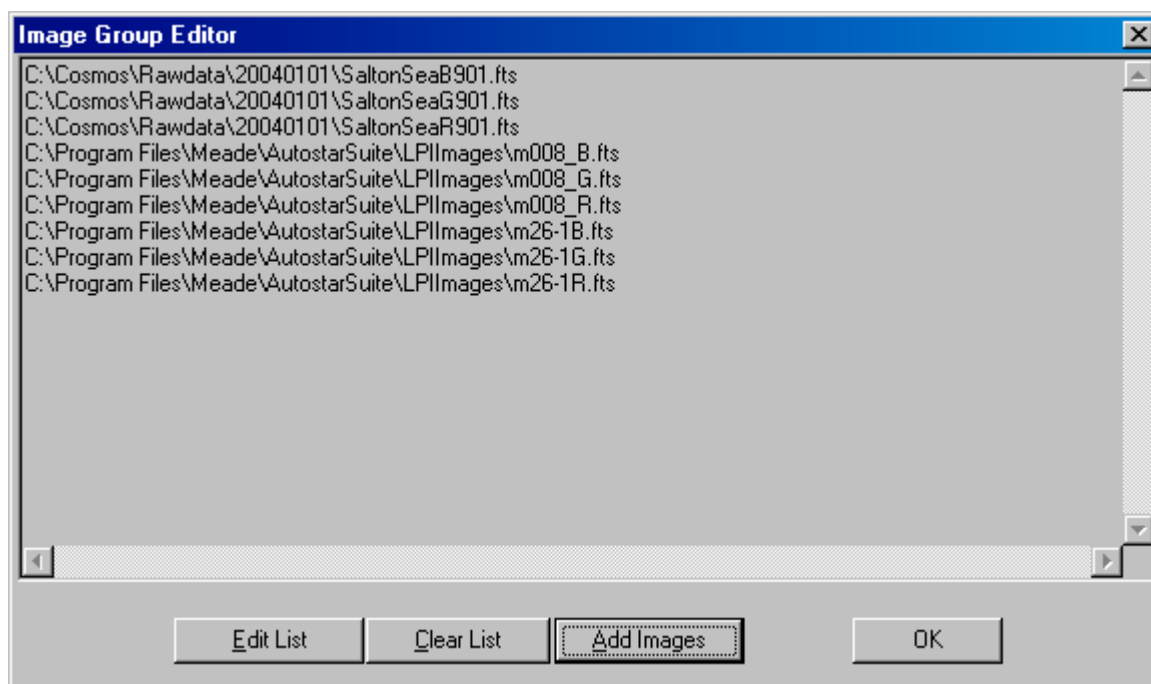 Image Group Editor
C:\Cosmos\Rawdata\20040101\SaltonSeaB901.fts
C:\Cosmos\Rawdata\20040101\SaltonSeaG901.fts
C:\Cosmos\Rawdata\20040101\SaltonSeaR901.fts
C:\Program Files\Meade\AutostarSuite\LPIImages\m008_B.fts
C:\Program Files\Meade\AutostarSuite\LPIImages\m008_G.fts
C:\Program Files\Meade\AutostarSuite\LPIImages\m008_R.fts
C:\Program Files\Meade\AutostarSuite\LPIImages\m26-1B.fts
C:\Program Files\Meade\AutostarSuite\LPIImages\m26-1G.fts
C:\Program Files\Meade\AutostarSuite\LPIImages\m26-1R.fts
Edit List Clear List Add Images OK